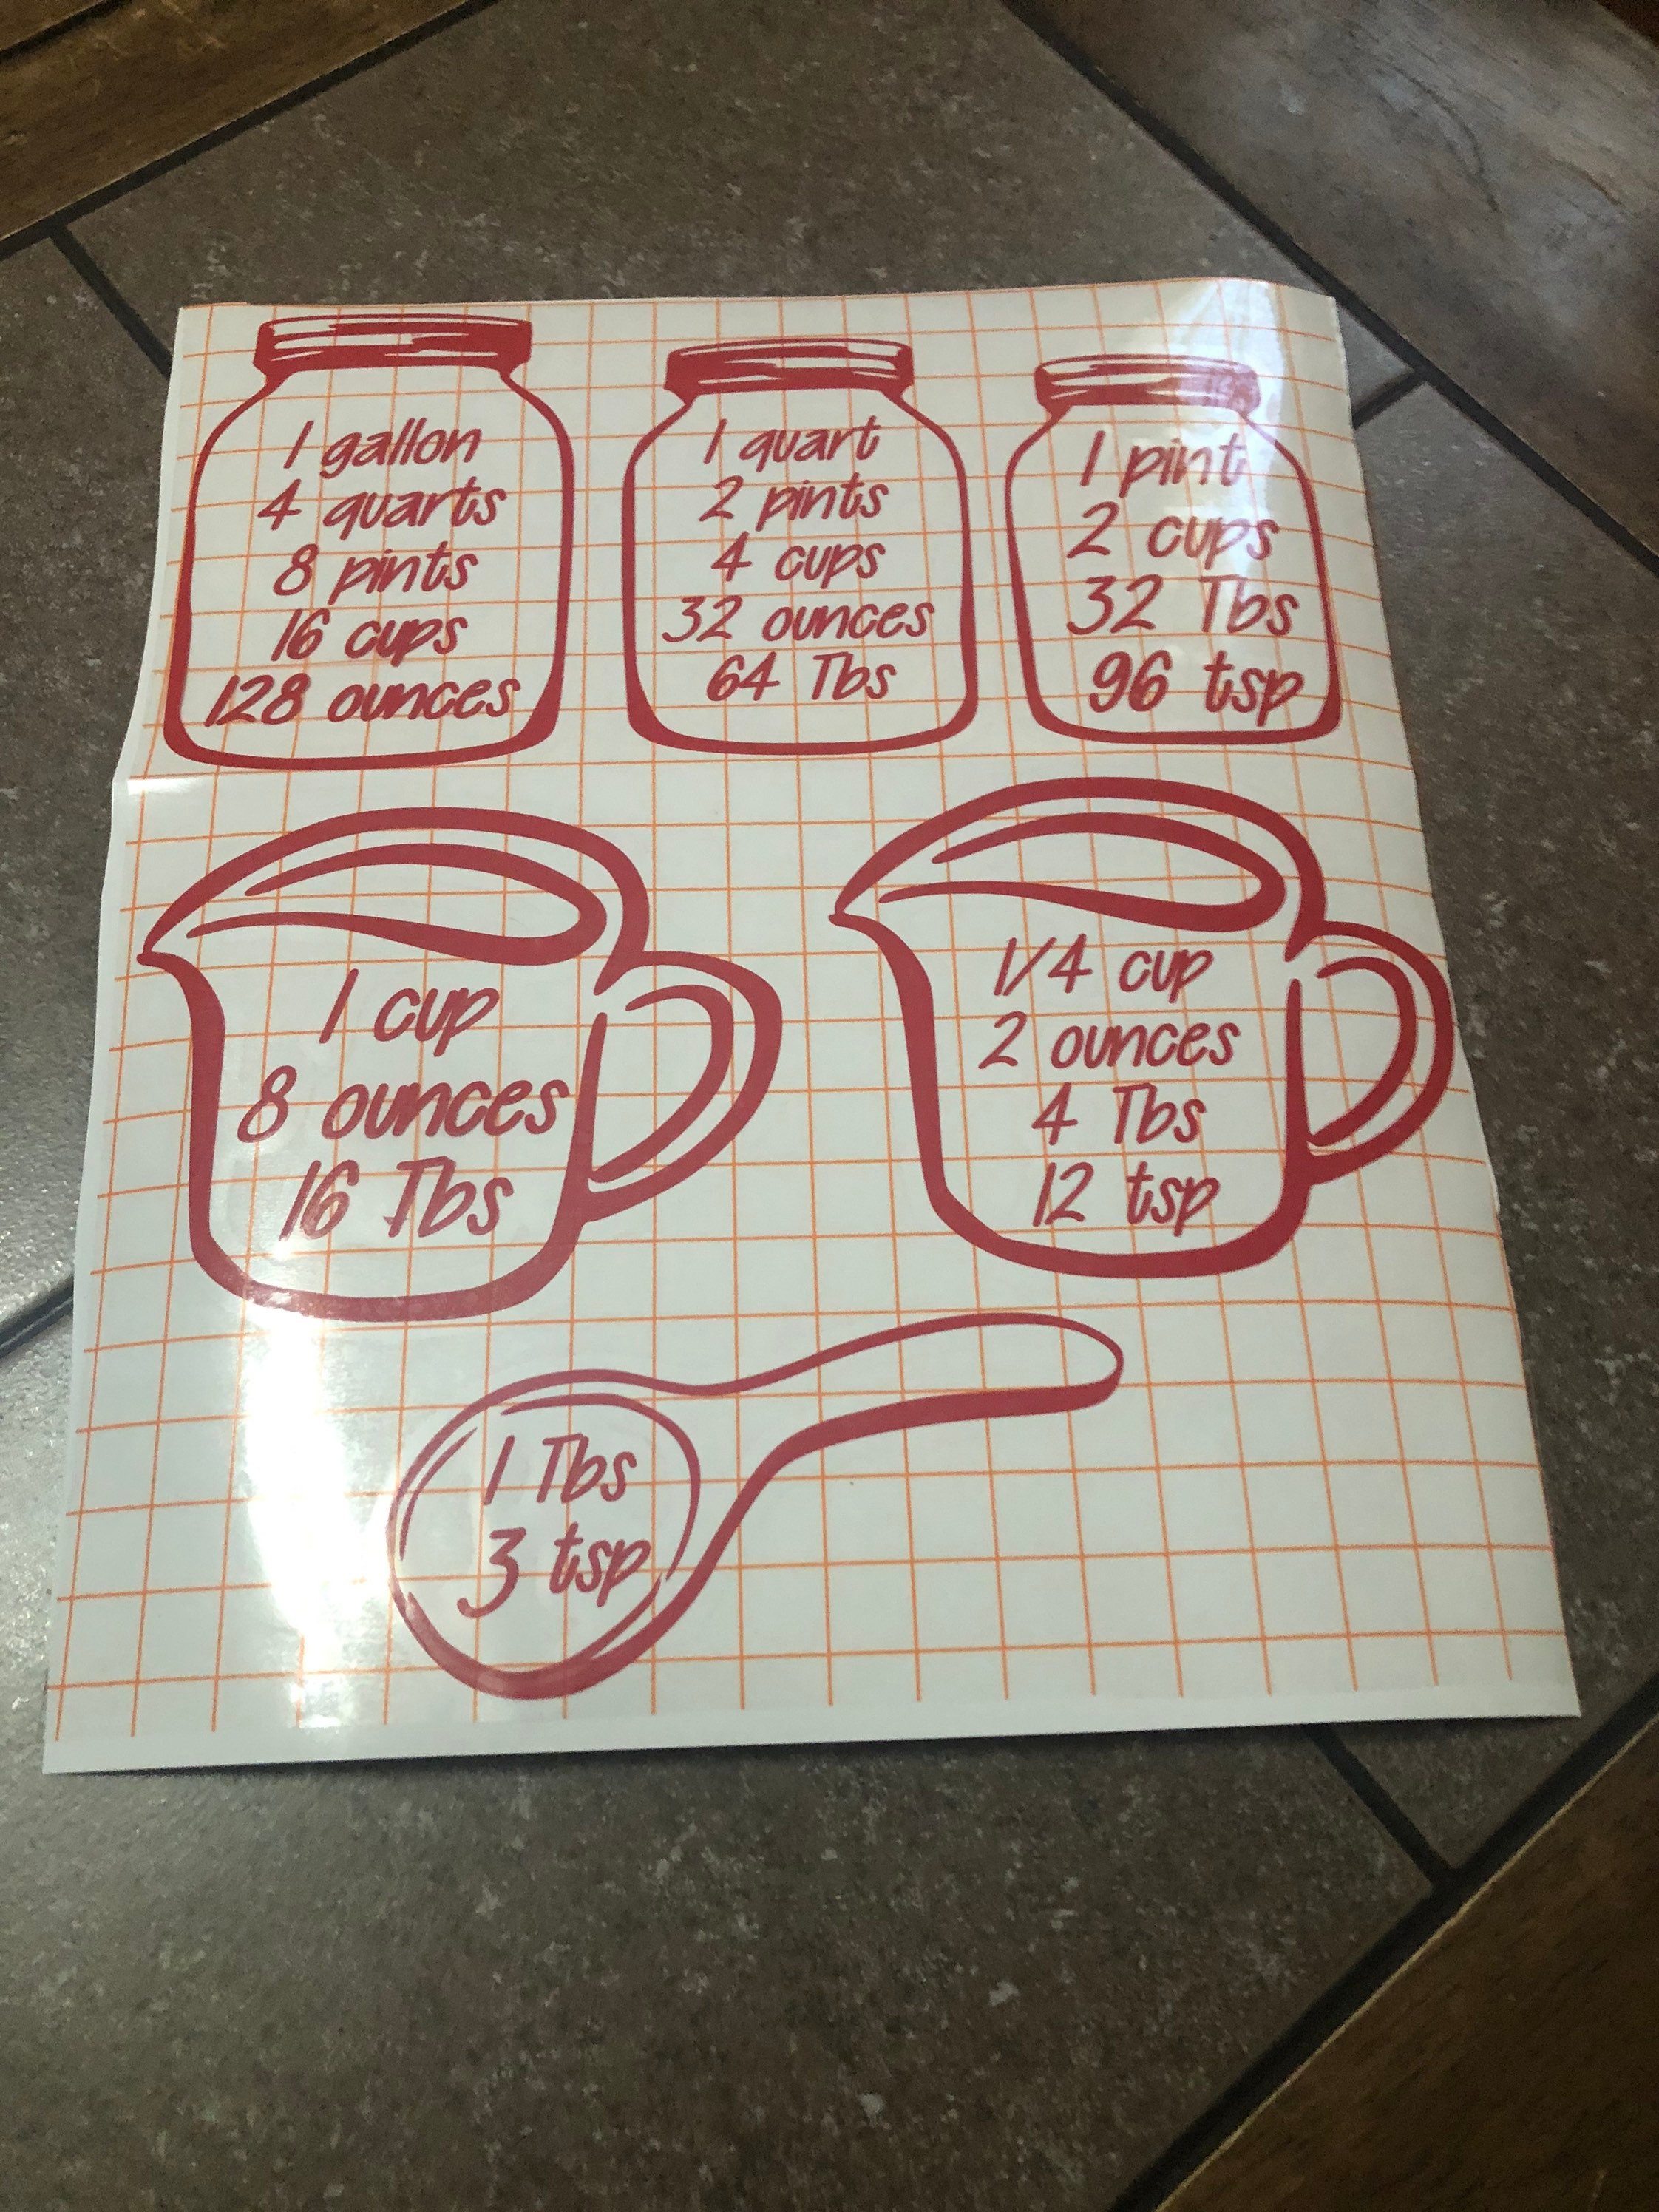 1 gallon
4 quarts
8 pints
16 cups
128 ounces
1 quart
2 pints
4 cups
32 ounces
64 Tbs
1 pint
2 cups
32 Tbs
96 tsp
1 cup
8 ounces
16 Tbs
1/4 cup
2 ounces
4 Tbs
12 tsp
1 Tbs
3 tsp